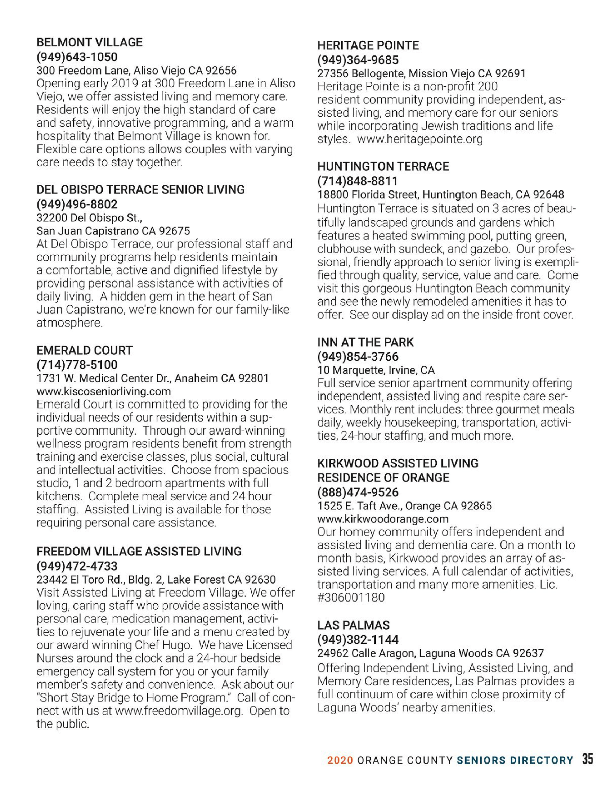 BELMONT VILLAGE
(949)643-1050
300 Freedom Lane, Aliso Viejo CA 92656
Opening early 2019 at 300 Freedom Lane in Aliso
Viejo, we offer assisted living and memory care.
Residents will enjoy the high standard of care
and safety, innovative programming, and a warm
hospitality that Belmont Village is known for.
Flexible care options allows couples with varying
care needs to stay together.
DEL OBISPO TERRACE SENIOR LIVING
(949)496-8802
32200 Del Obispo St.,
San Juan Capistrano CA 92675
At Del Obispo Terrace, our professional staff and
community programs help residents maintain
a comfortable, active and dignified lifestyle by
providing personal assistance with activities of
daily living.  A hidden gem in the heart of San
Juan Capistrano, we're known for our family-like
atmosphere.
EMERALD COURT
(714)778-5100
1731 W. Medical Center Dr., Anaheim CA 92801
www.kiscoseniorliving.com
Emerald Court is committed to providing for the
individual needs of our residents within a sup-
portive community.  Through our award-winning
wellness program residents benefit from strength
training and exercise classes, plus social, cultural
and intellectual activities.  Choose from spacious
studio, 1 and 2 bedroom apartments with full
kitchens.  Complete meal service and 24 hour
staffing.  Assisted Living is available for those
requiring personal care assistance.
FREEDOM VILLAGE ASSISTED LIVING
(949)472-4733
23442 El Toro Rd., Bldg. 2, Lake Forest CA 92630
Visit Assisted Living at Freedom Village. We offer
loving, caring staff who provide assistance with
personal care, medication management, activi-
ties to rejuvenate your life and a menu created by
our award winning Chef Hugo.  We have Licensed
Nurses around the clock and a 24-hour bedside
emergency call system for you or your family
member's safety and convenience.  Ask about our
"Short Stay Bridge to Home Program."  Call of con-
nect with us at www.freedomvillage.org.  Open to
the public.
HERITAGE POINTE
(949)364-9685
27356 Bellogente, Mission Viejo CA 92691
Heritage Pointe is a non-profit 200
resident community providing independent, as-
sisted living, and memory care for our seniors
while incorporating Jewish traditions and life
styles.  www.heritagepointe.org
HUNTINGTON TERRACE
(714)848-8811
18800 Florida Street, Huntington Beach, CA 92648
Huntington Terrace is situated on 3 acres of beau-
tifully landscaped grounds and gardens which
features a heated swimming pool, putting green,
clubhouse with sundeck, and gazebo.  Our profes-
sional, friendly approach to senior living is exempli-
fied through quality, service, value and care.  Come
visit this gorgeous Huntington Beach community
and see the newly remodeled amenities it has to
offer.  See our display ad on the inside front cover.
INN AT THE PARK
(949)854-3766
10 Marquette, Irvine, CA
Full service senior apartment community offering
independent, assisted living and respite care ser-
vices. Monthly rent includes: three gourmet meals
daily, weekly housekeeping, transportation, activi-
ties, 24-hour staffing, and much more.
KIRKWOOD ASSISTED LIVING
RESIDENCE OF ORANGE
(888)474-9526
1525 E. Taft Ave., Orange CA 92865
www.kirkwoodorange.com
Our homey community offers independent and
assisted living and dementia care. On a month to
month basis, Kirkwood provides an array of as-
sisted living services. A full calendar of activities,
transportation and many more amenities. Lic.
#306001180
LAS PALMAS
(949)382-1144
24962 Calle Aragon, Laguna Woods CA 92637
Offering Independent Living, Assisted Living, and
Memory Care residences, Las Palmas provides a
full continuum of care within close proximity of
Laguna Woods' nearby amenities.
2020 ORANGE COUNTY SENIORS DIRECTORY 35